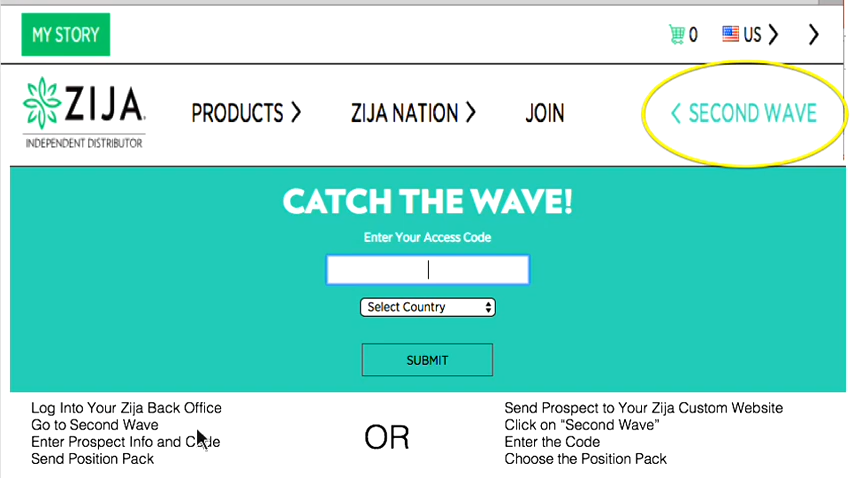 MY STORY
0
US
ZIJA.
INDEPENDENT DISTRIBUTOR
PRODUCTS >
ZIJA NATION >
JOIN
< SECOND WAVE
CATCH THE WAVE!
Enter Your Access Code
Select Country
SUBMIT
Log Into Your Zija Back Office
Go to Second Wave
Enter Prospect Info and Code
Send Position Pack
OR
Send Prospect to Your Zija Custom Website
Click on "Second Wave"
Enter the Code
Choose the Position Pack